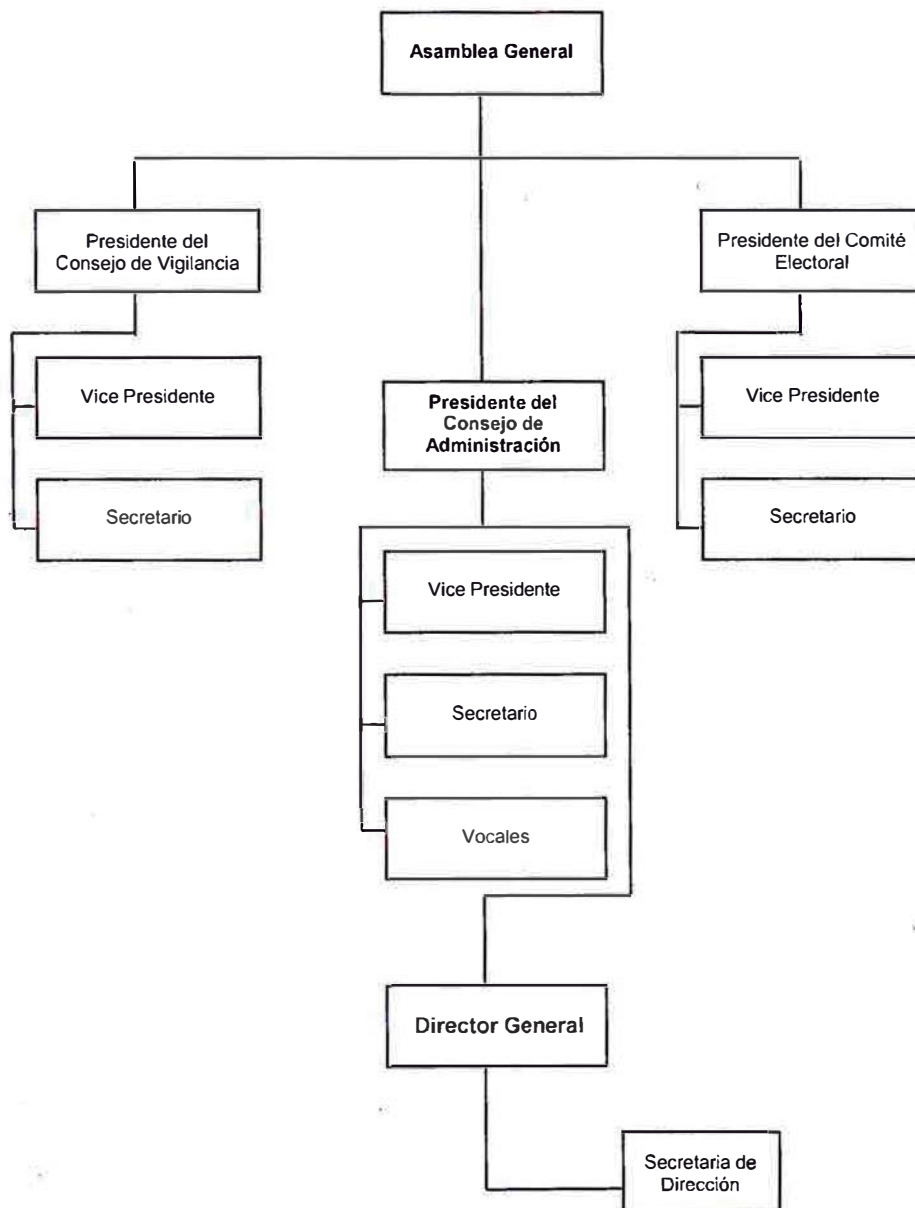 Asamblea General
Presidente del
Consejo de Vigilancia
Presidente del Comité
Electoral
Vice Presidente
Secretario
Presidente del
Consejo de
Administración
Vice Presidente
Secretario
Vice Presidente
Secretario
Vocales
Director General
Secretaria de
Dirección